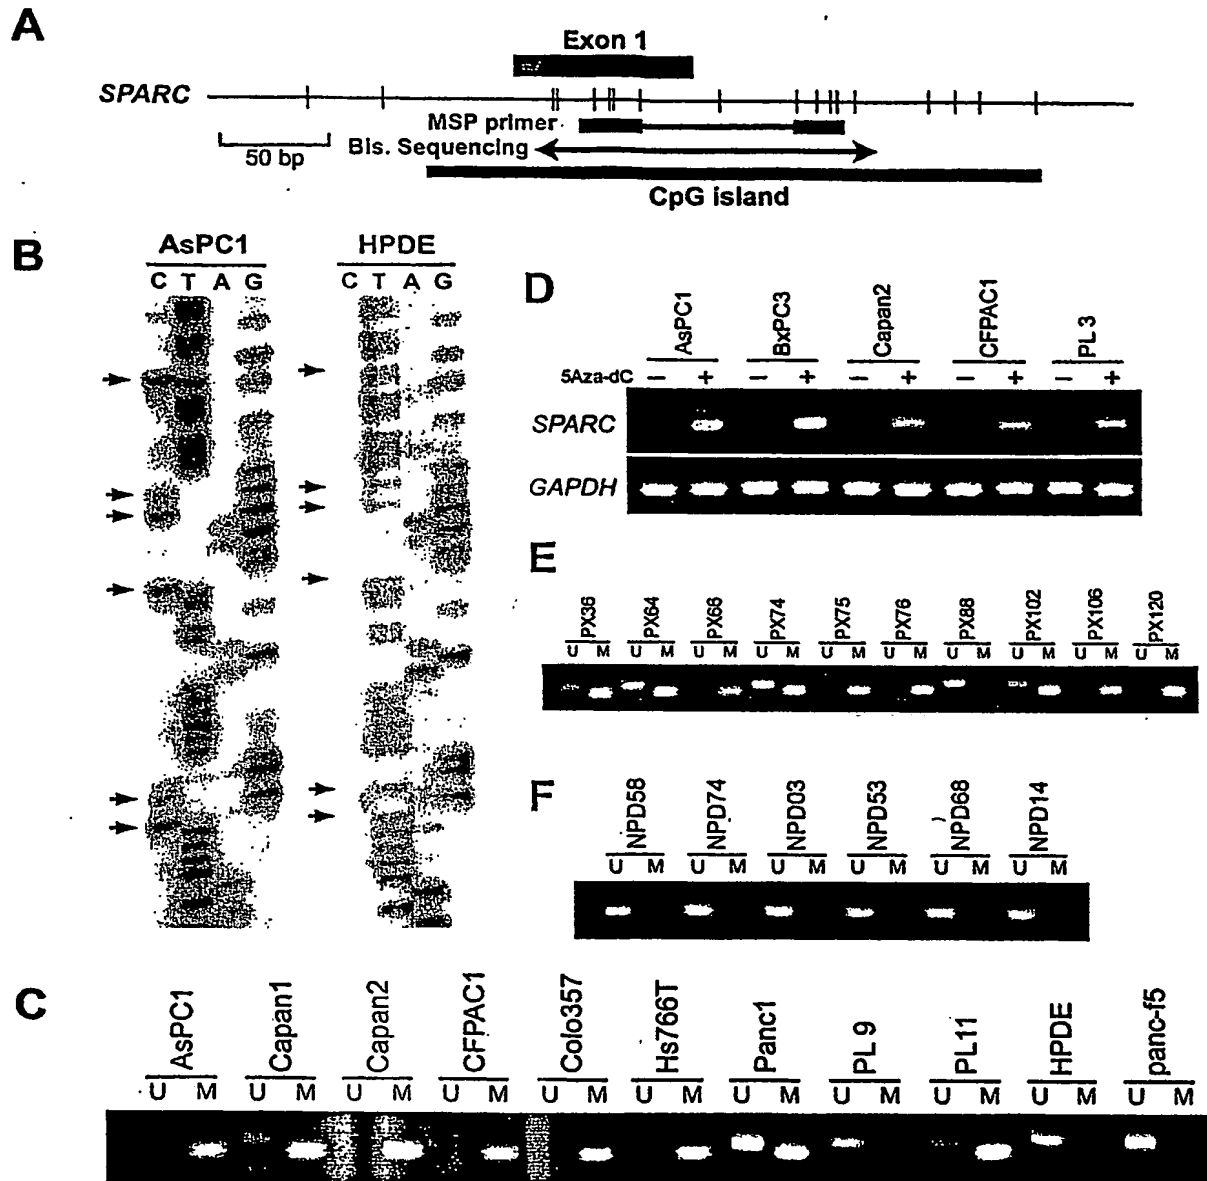 A
Exon 1
SPARC
MSP primer
50 bp
Bis. Sequencing
CpG island
B
AsPC1 HPDE
C T A G C T A G
D
AsPC1 BxPC3 Capan2 CFPAC1 PL 3
5Aza-dC − + − + − + − + − +
SPARC
GAPDH
E
PX36 PX64 PX68 PX74 PX75 PX76 PX88 PX102 PX106 PX120
U M U M U M U M U M U M U M U M U M U M
F
NPD58 NPD74 NPD03 NPD53 NPD68 NPD14
U M U M U M U M U M U M
C
AsPC1 Capan1 Capan2 CFPAC1 Colo357 Hs766T Panc1 PL 9 PL11 HPDE panc-f5
U M U M U M U M U M U M U M U M U M U M U M